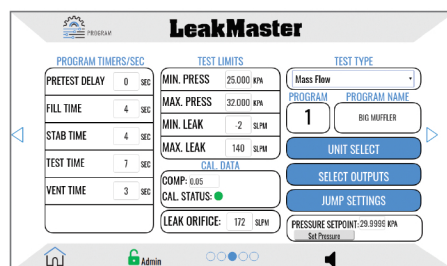 PROGRAM
LeakMaster
PROGRAM TIMERS/SEC
PRETEST DELAY 0 SEC
FILL TIME 4 SEC
STAB TIME 4 SEC
TEST TIME 7 SEC
VENT TIME 3 SEC
TEST LIMITS
MIN. PRESS 25.000 KPA
MAX. PRESS 32.000 KPA
MIN. LEAK -2 SLPM
MAX. LEAK 140 SLPM
CAL. DATA
COMP: 0.05
CAL. STATUS:
LEAK ORIFICE: 172 SLPM
TEST TYPE
Mass Flow
PROGRAM PROGRAM NAME
1 BIG MUFFLER
UNIT SELECT
SELECT OUTPUTS
JUMP SETTINGS
PRESSURE SETPOINT:29.9995 KPA
Set Pressure
Admin